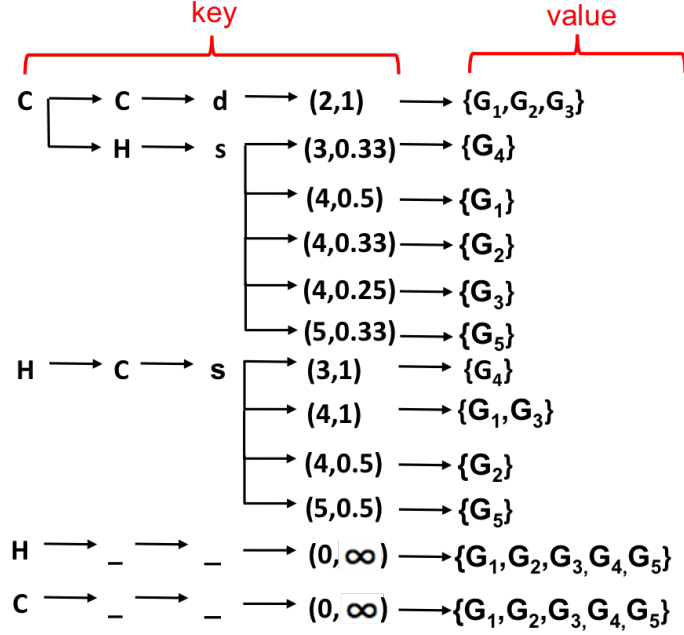 key value
C C d (2,1) {G₁,G₂,G₃}
H s (3,0.33) {G₄}
(4,0.5) {G₁}
(4,0.33) {G₂}
(4,0.25) {G₃}
(5,0.33) {G₅}
H C s (3,1) {G₄}
(4,1) {G₁,G₃}
(4,0.5) {G₂}
(5,0.5) {G₅}
H _ _ (0, ∞) {G₁,G₂,G₃,G₄,G₅}
C _ _ (0, ∞) {G₁,G₂,G₃,G₄,G₅}